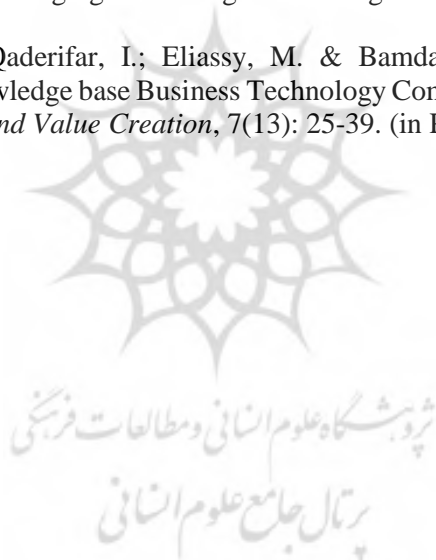 Qaderifar, I.; Eliassy, M. & Bamda
wledge base Business Technology Con
nd Value Creation, 7(13): 25-39. (in
پژوهشگاه علوم انسانی و مطالعات فرهنگی
پرتال جامع علوم انسانی